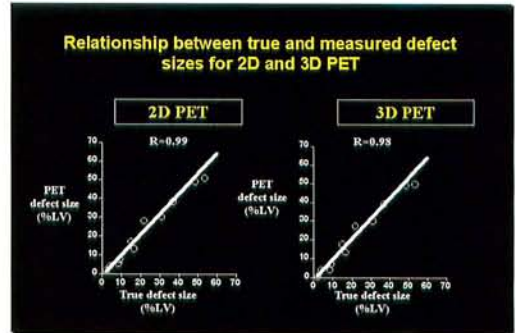 Relationship between true and measured defect
sizes for 2D and 3D PET
2D PET
R=0.99
PET
defect size
(%LV)
70
60
50
40
30
20
10
0
0 10 20 30 40 50 60 70
True defect size
(%LV)
3D PET
R=0.98
PET
defect size
(%LV)
70
60
50
40
30
20
10
0
0 10 20 30 40 50 60 70
True defect size
(%LV)